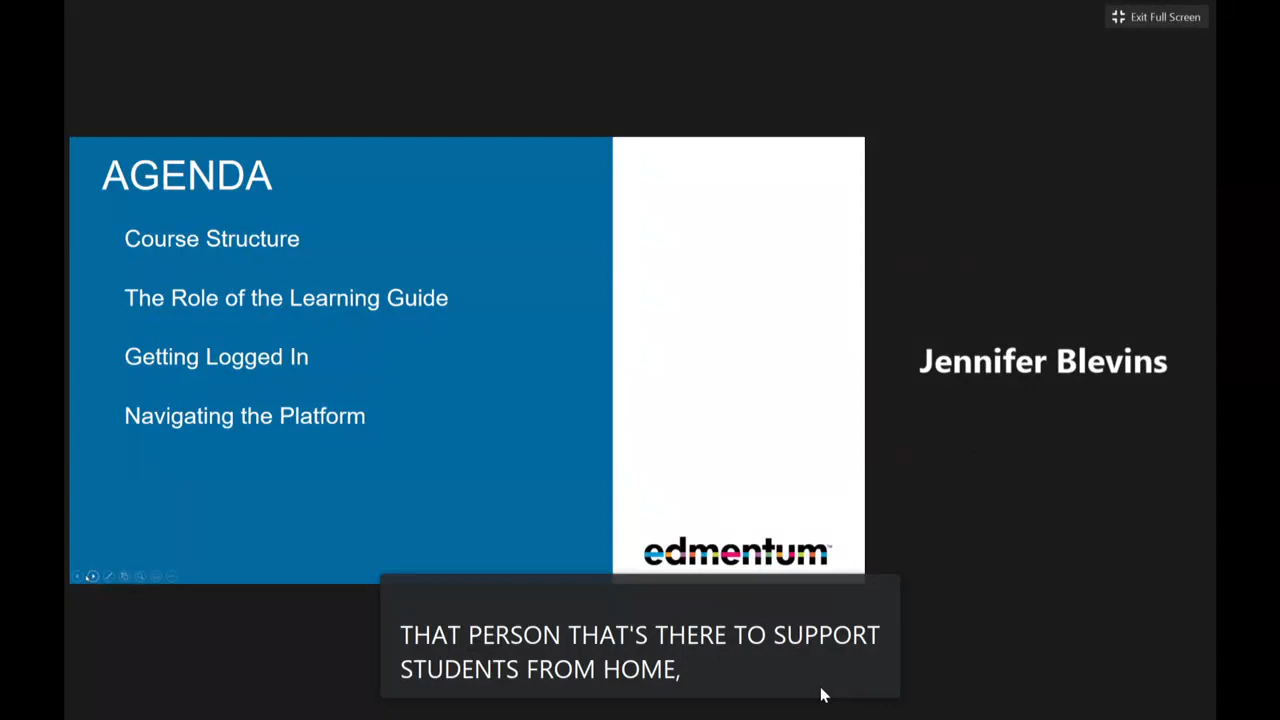 Exit Full Screen
AGENDA
Course Structure
The Role of the Learning Guide
Getting Logged In
Navigating the Platform
Jennifer Blevins
edmentum™
THAT PERSON THAT'S THERE TO SUPPORT
STUDENTS FROM HOME,